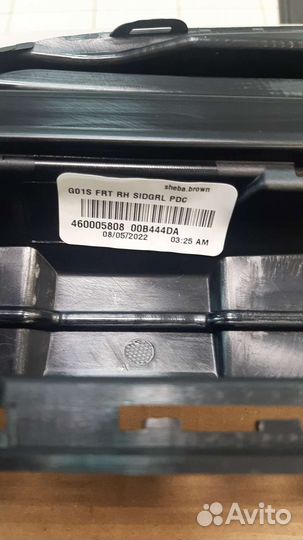 sheba.brown
G01S FRT RH SIDGRL PDC
460005808 00B444DA
08/05/2022 03:25 AM
Avito